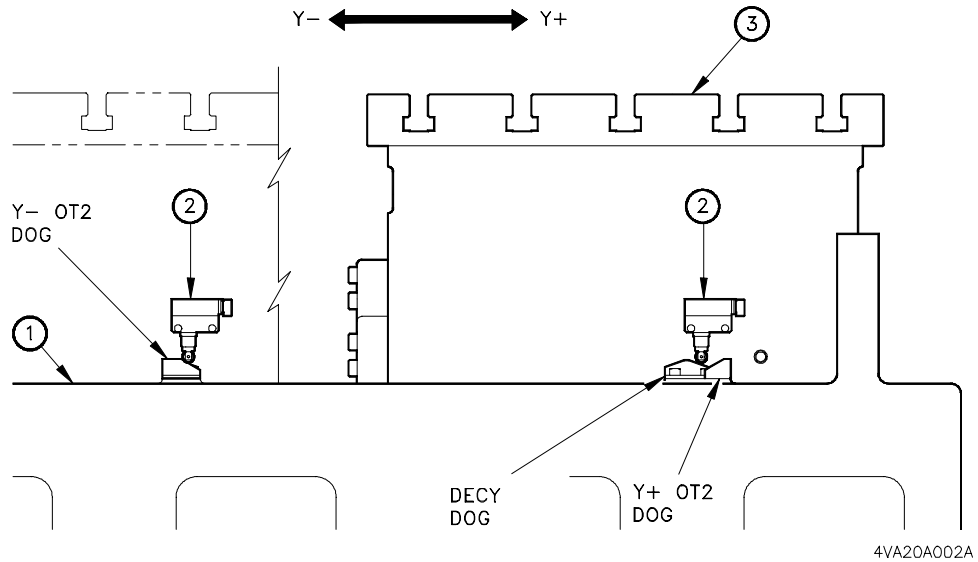 Y- Y+
3
2
2
Y- OT2
DOG
1
DECY
DOG
Y+ OT2
DOG
4VA20A002A